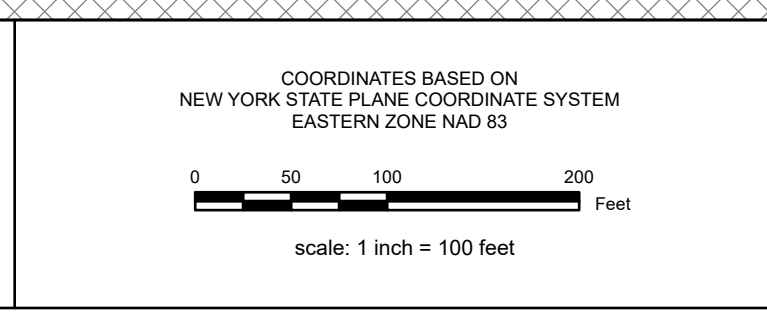 COORDINATES BASED ON
NEW YORK STATE PLANE COORDINATE SYSTEM
EASTERN ZONE NAD 83
0 50 100 200
Feet
scale: 1 inch = 100 feet